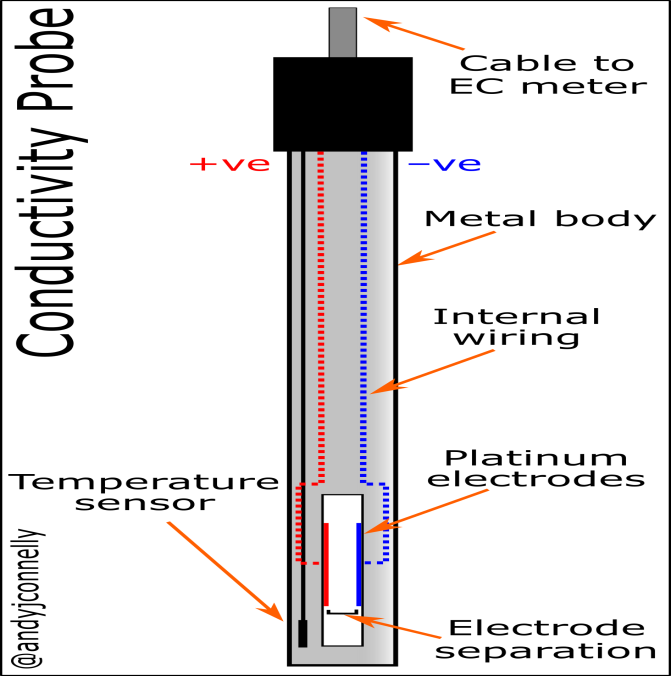 Conductivity Probe
Cable to
EC meter
+ve
−ve
Metal body
Internal
wiring
Platinum
electrodes
Temperature
sensor
Electrode
separation
@andyjconnelly